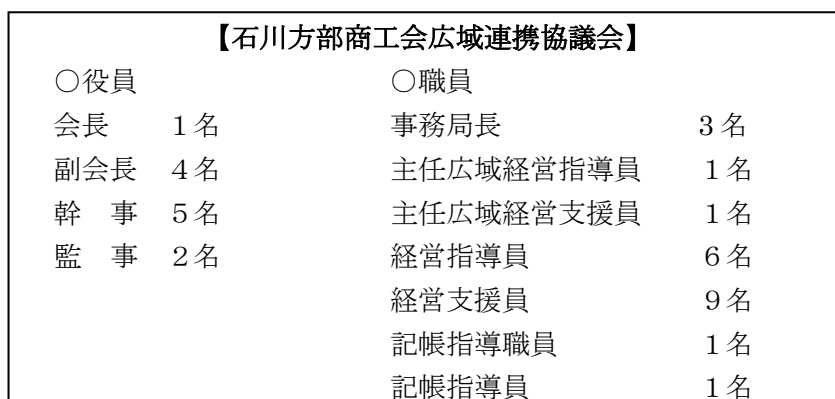 【石川方部商工会広域連携協議会】
○役員　　　　　　　○職員
会長　　１名　　　　事務局長　　　　　　　３名
副会長　４名　　　　主任広域経営指導員　　１名
幹　事　５名　　　　主任広域経営支援員　　１名
監　事　２名　　　　経営指導員　　　　　　６名
経営支援員　　　　　９名
記帳指導職員　　　　１名
記帳指導員　　　　　１名